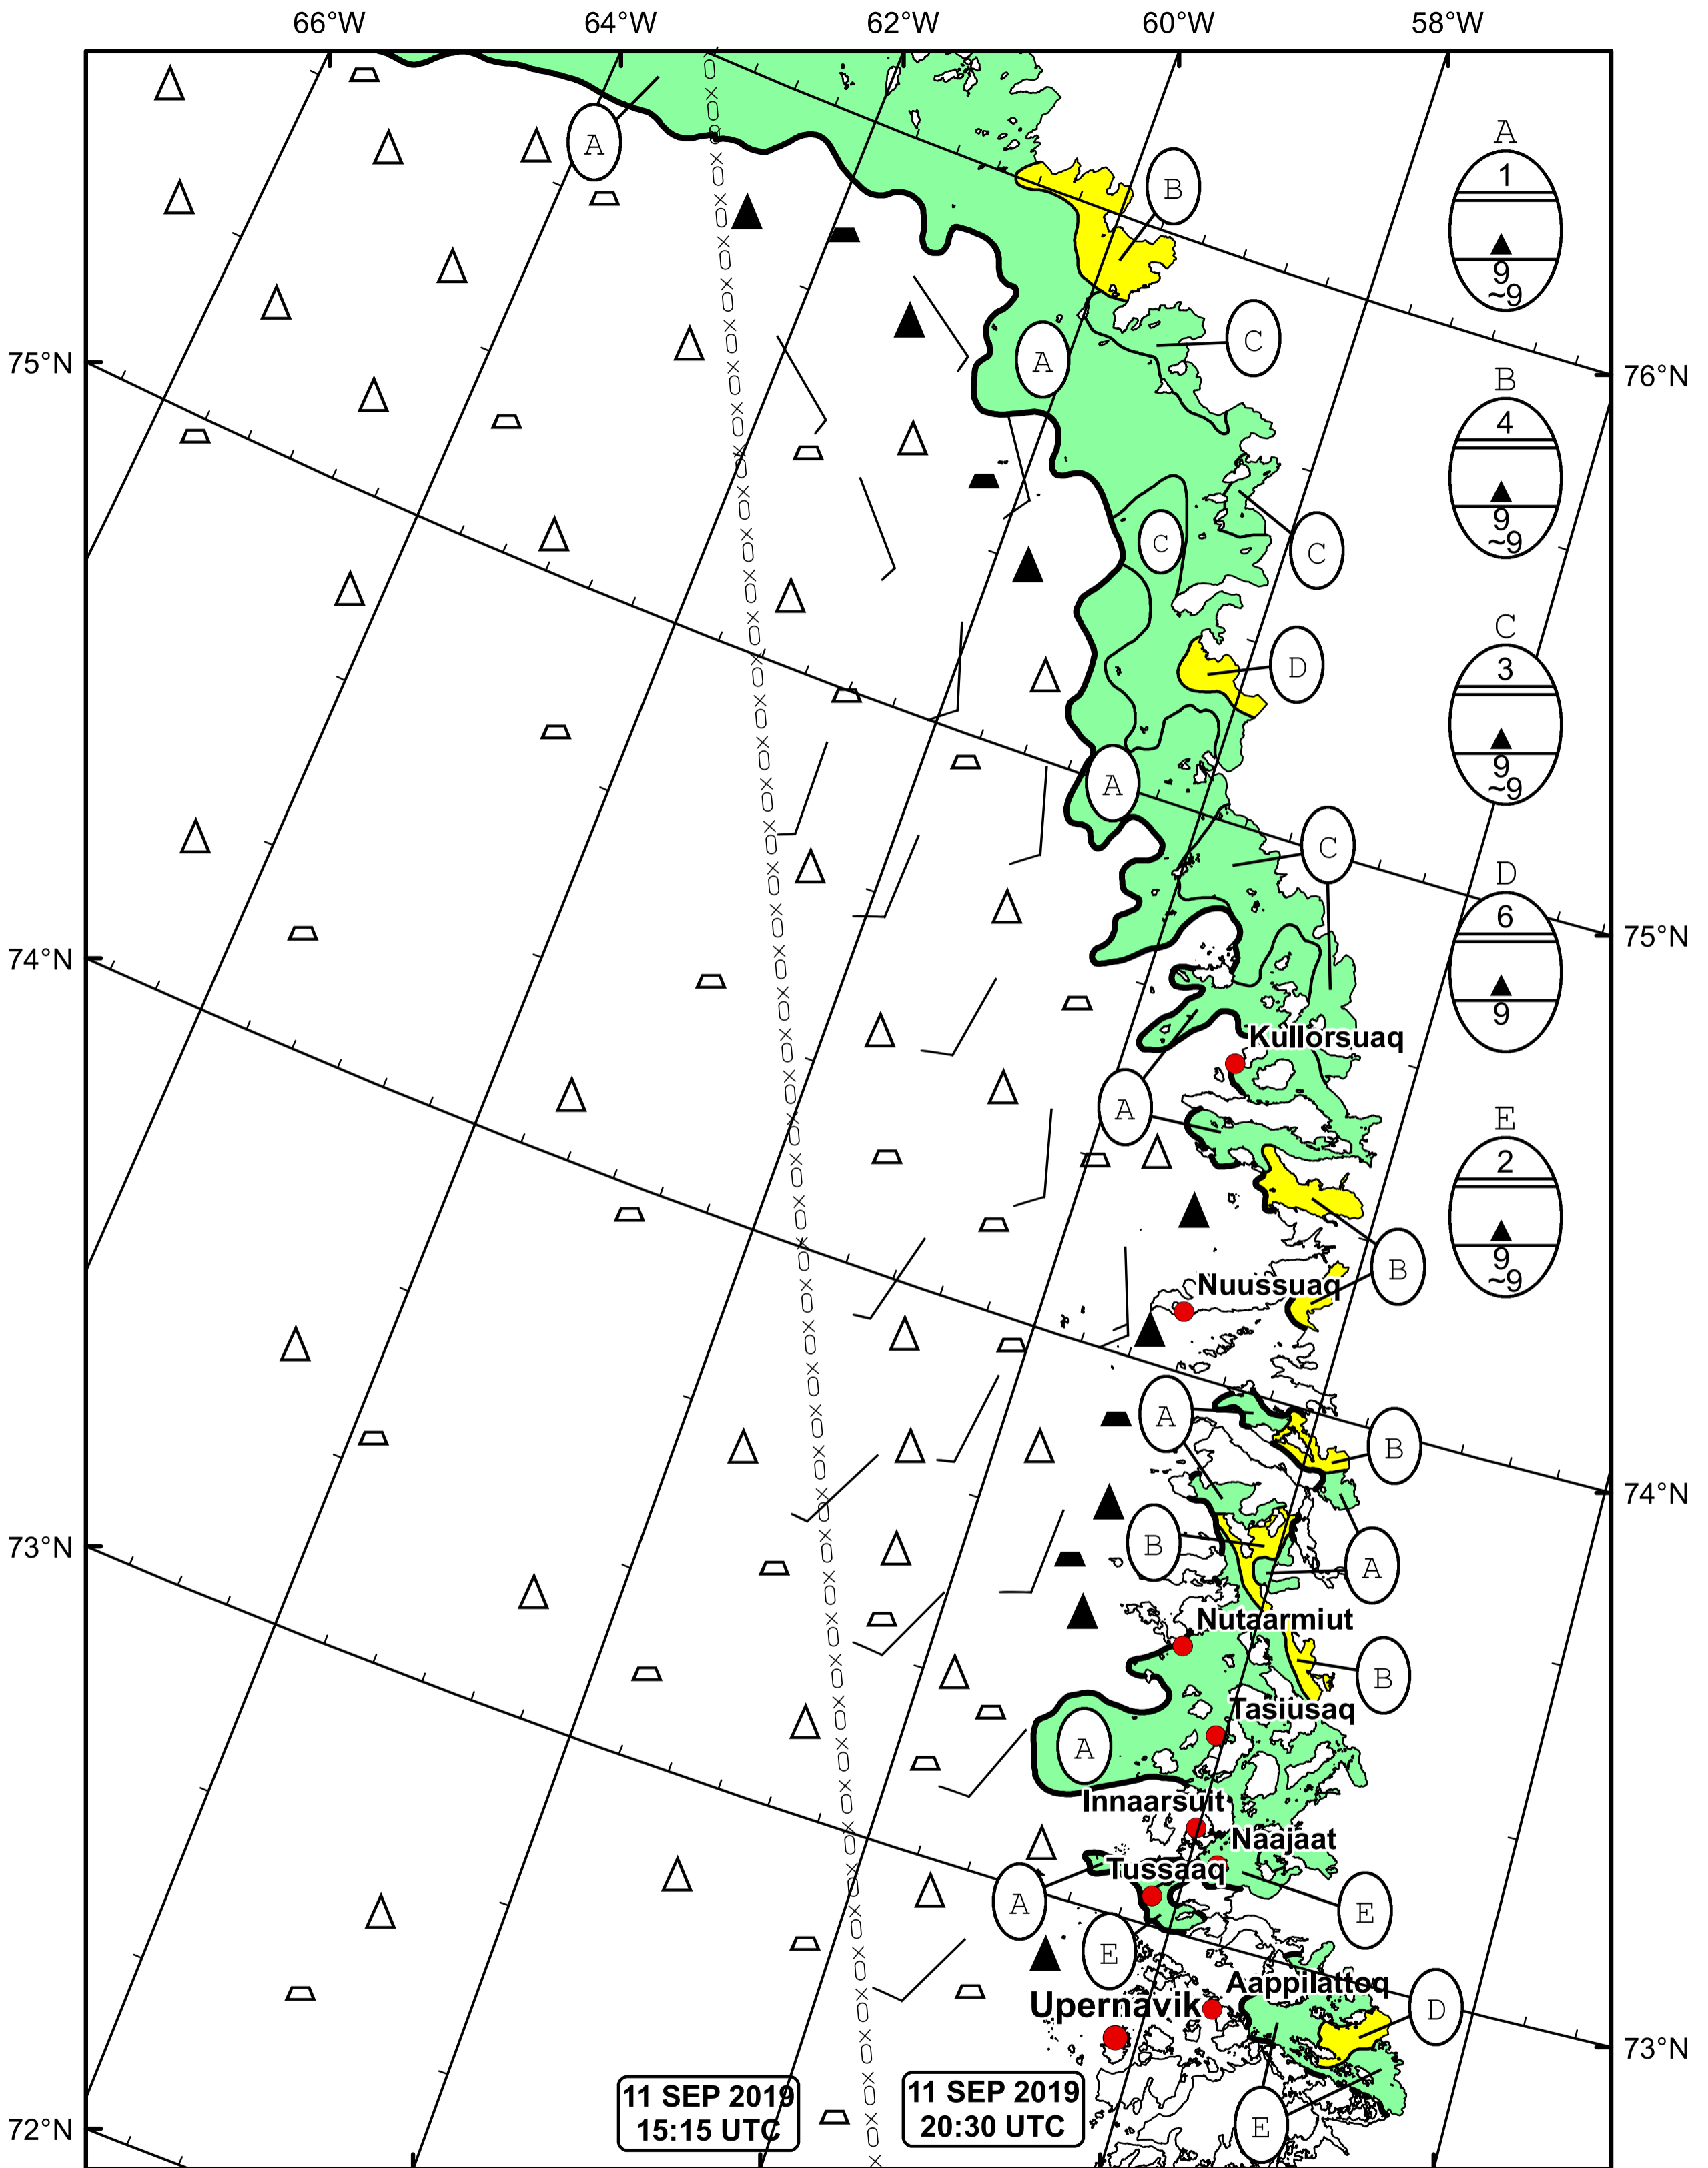 66°W 64°W 62°W 60°W 58°W
A
1
9
~9
A
B
75°N
76°N
A
C
B
4
9
~9
C
C
C
3
9
~9
D
A
C
D
6
9
74°N
75°N
Kullorsuaq
A
E
2
9
~9
B
Nuussuaq
A
B
74°N
73°N
B
A
Nutaarmiut
B
Tasiusaq
A
Innaarsuit
Naajaat
Tussaaq
A
E
E
Aappilattoq
D
Upernavik
73°N
11 SEP 2019
15:15 UTC
11 SEP 2019
20:30 UTC
E
72°N